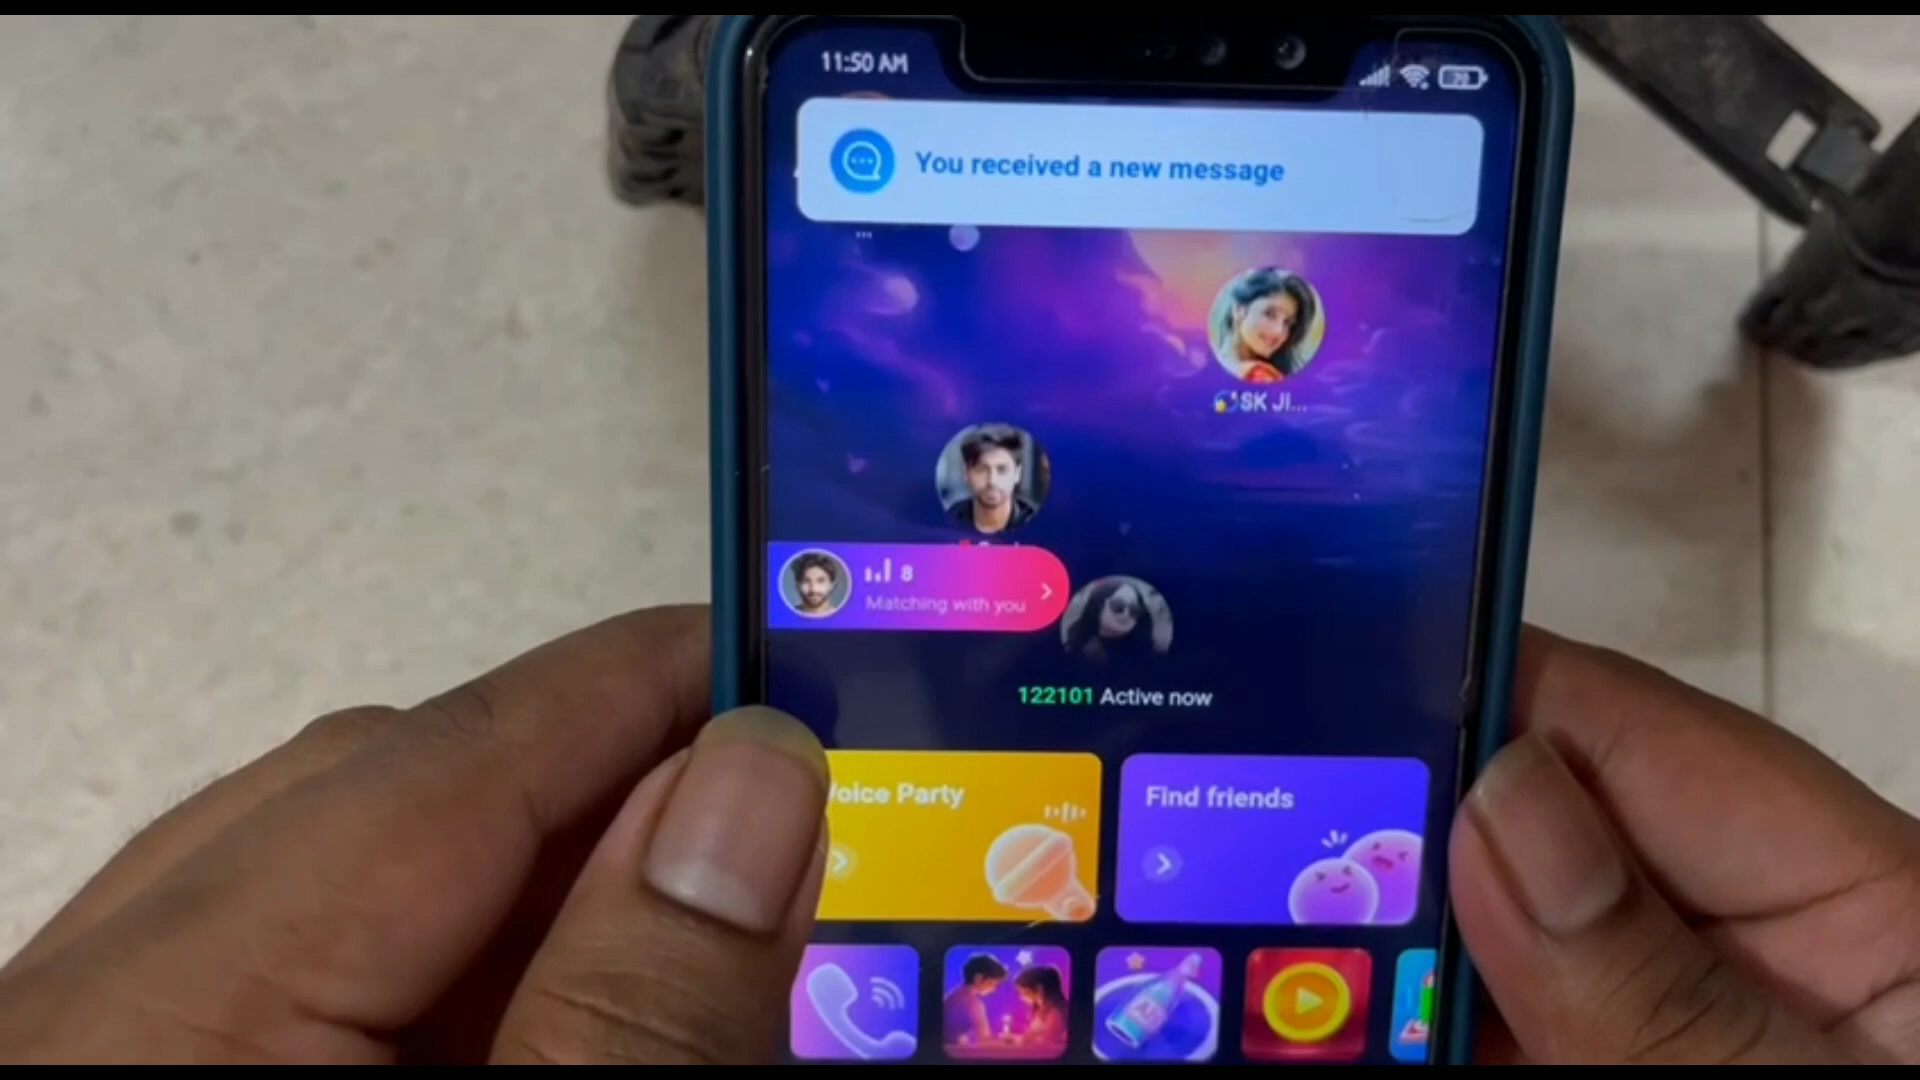 11:50 AM
20
You received a new message
SK JI...
8
Matching with you
122101 Active now
Voice Party
Find friends